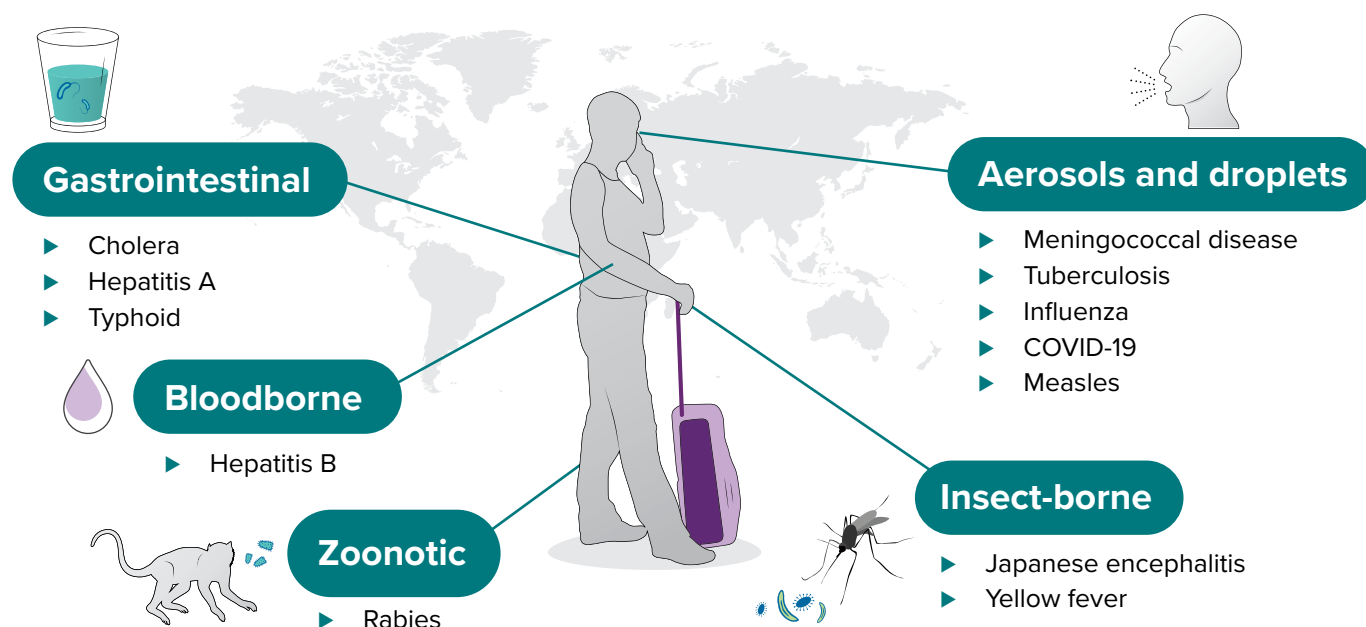 Gastrointestinal
Cholera
Hepatitis A
Typhoid
Bloodborne
Hepatitis B
Zoonotic
Rabies
Aerosols and droplets
Meningococcal disease
Tuberculosis
Influenza
COVID-19
Measles
Insect-borne
Japanese encephalitis
Yellow fever